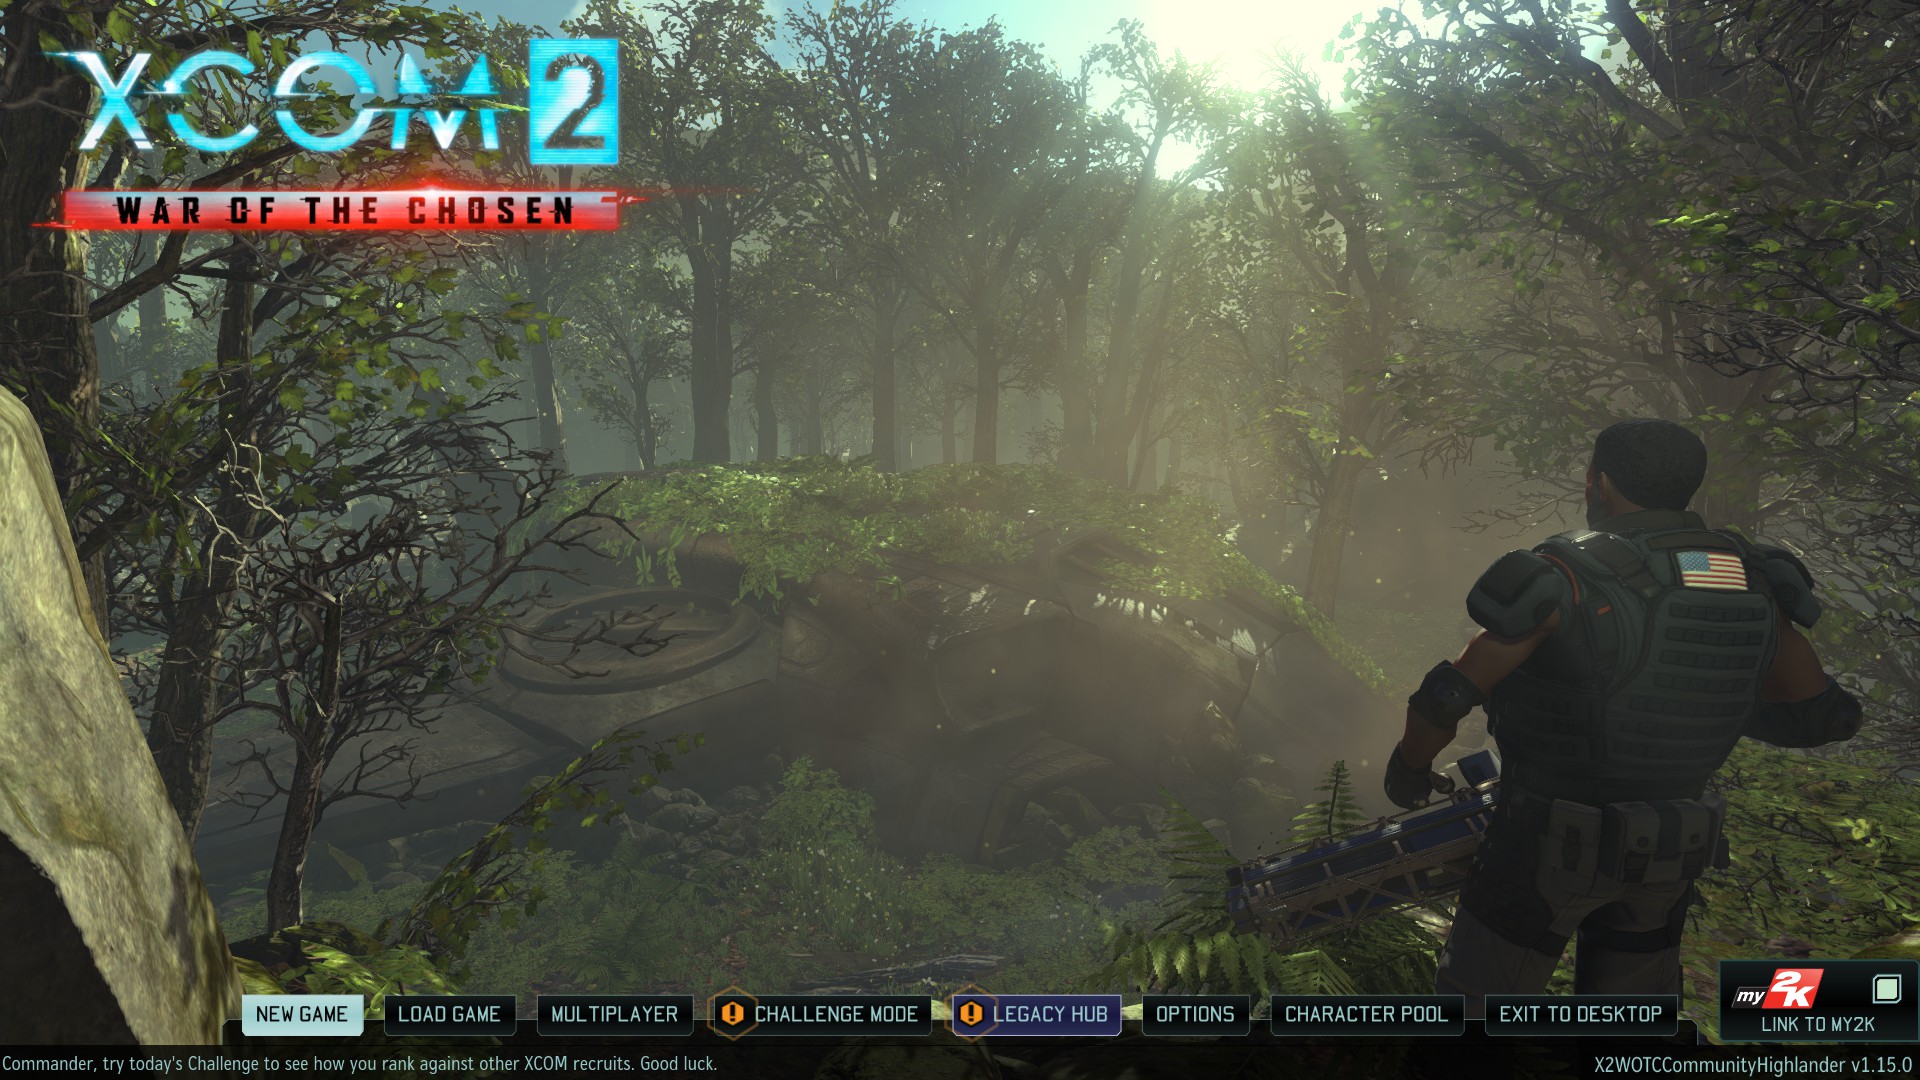 XCOM 2
WAR OF THE CHOSEN
NEW GAME
LOAD GAME
MULTIPLAYER
! CHALLENGE MODE
! LEGACY HUB
OPTIONS
CHARACTER POOL
EXIT TO DESKTOP
my2K
LINK TO MY2K
Commander, try today's Challenge to see how you rank against other XCOM recruits. Good luck.
X2WOTCCommunityHighlander v1.15.0